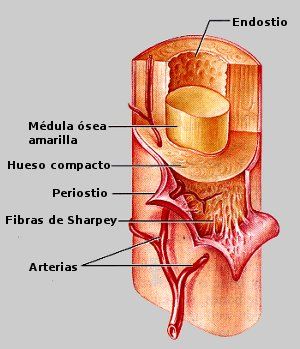 Endostio
Médula ósea
amarilla
Hueso compacto
Periostio
Fibras de Sharpey
Arterias